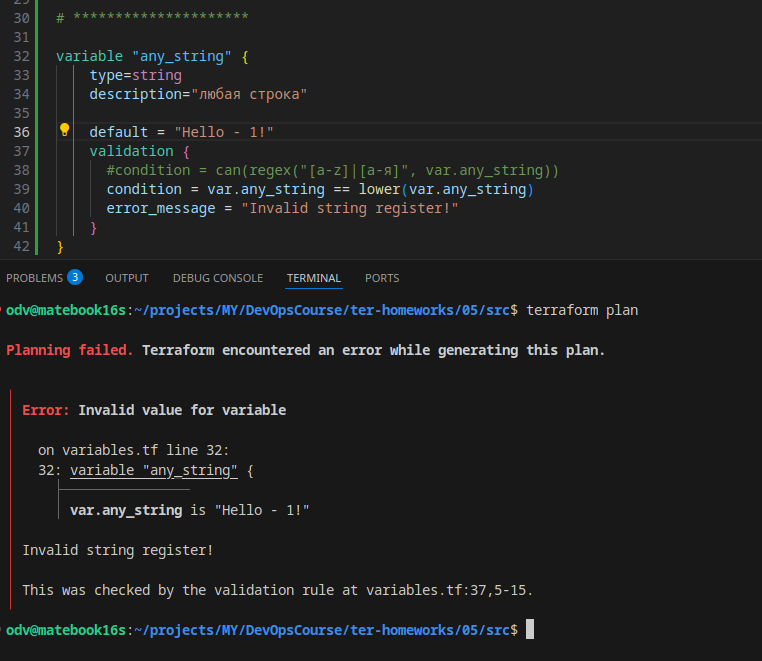 29
30 # *********************
31
32 variable "any_string" {
33 type=string
34 description="любая строка"
35
36 default = "Hello - 1!"
37 validation {
38 #condition = can(regex("[a-z]|[а-я]", var.any_string))
39 condition = var.any_string == lower(var.any_string)
40 error_message = "Invalid string register!"
41 }
42 }
PROBLEMS 3 OUTPUT DEBUG CONSOLE TERMINAL PORTS
odv@matebook16s:~/projects/MY/DevOpsCourse/ter-homeworks/05/src$ terraform plan
Planning failed. Terraform encountered an error while generating this plan.
Error: Invalid value for variable
on variables.tf line 32:
32: variable "any_string" {
var.any_string is "Hello - 1!"
Invalid string register!
This was checked by the validation rule at variables.tf:37,5-15.
odv@matebook16s:~/projects/MY/DevOpsCourse/ter-homeworks/05/src$